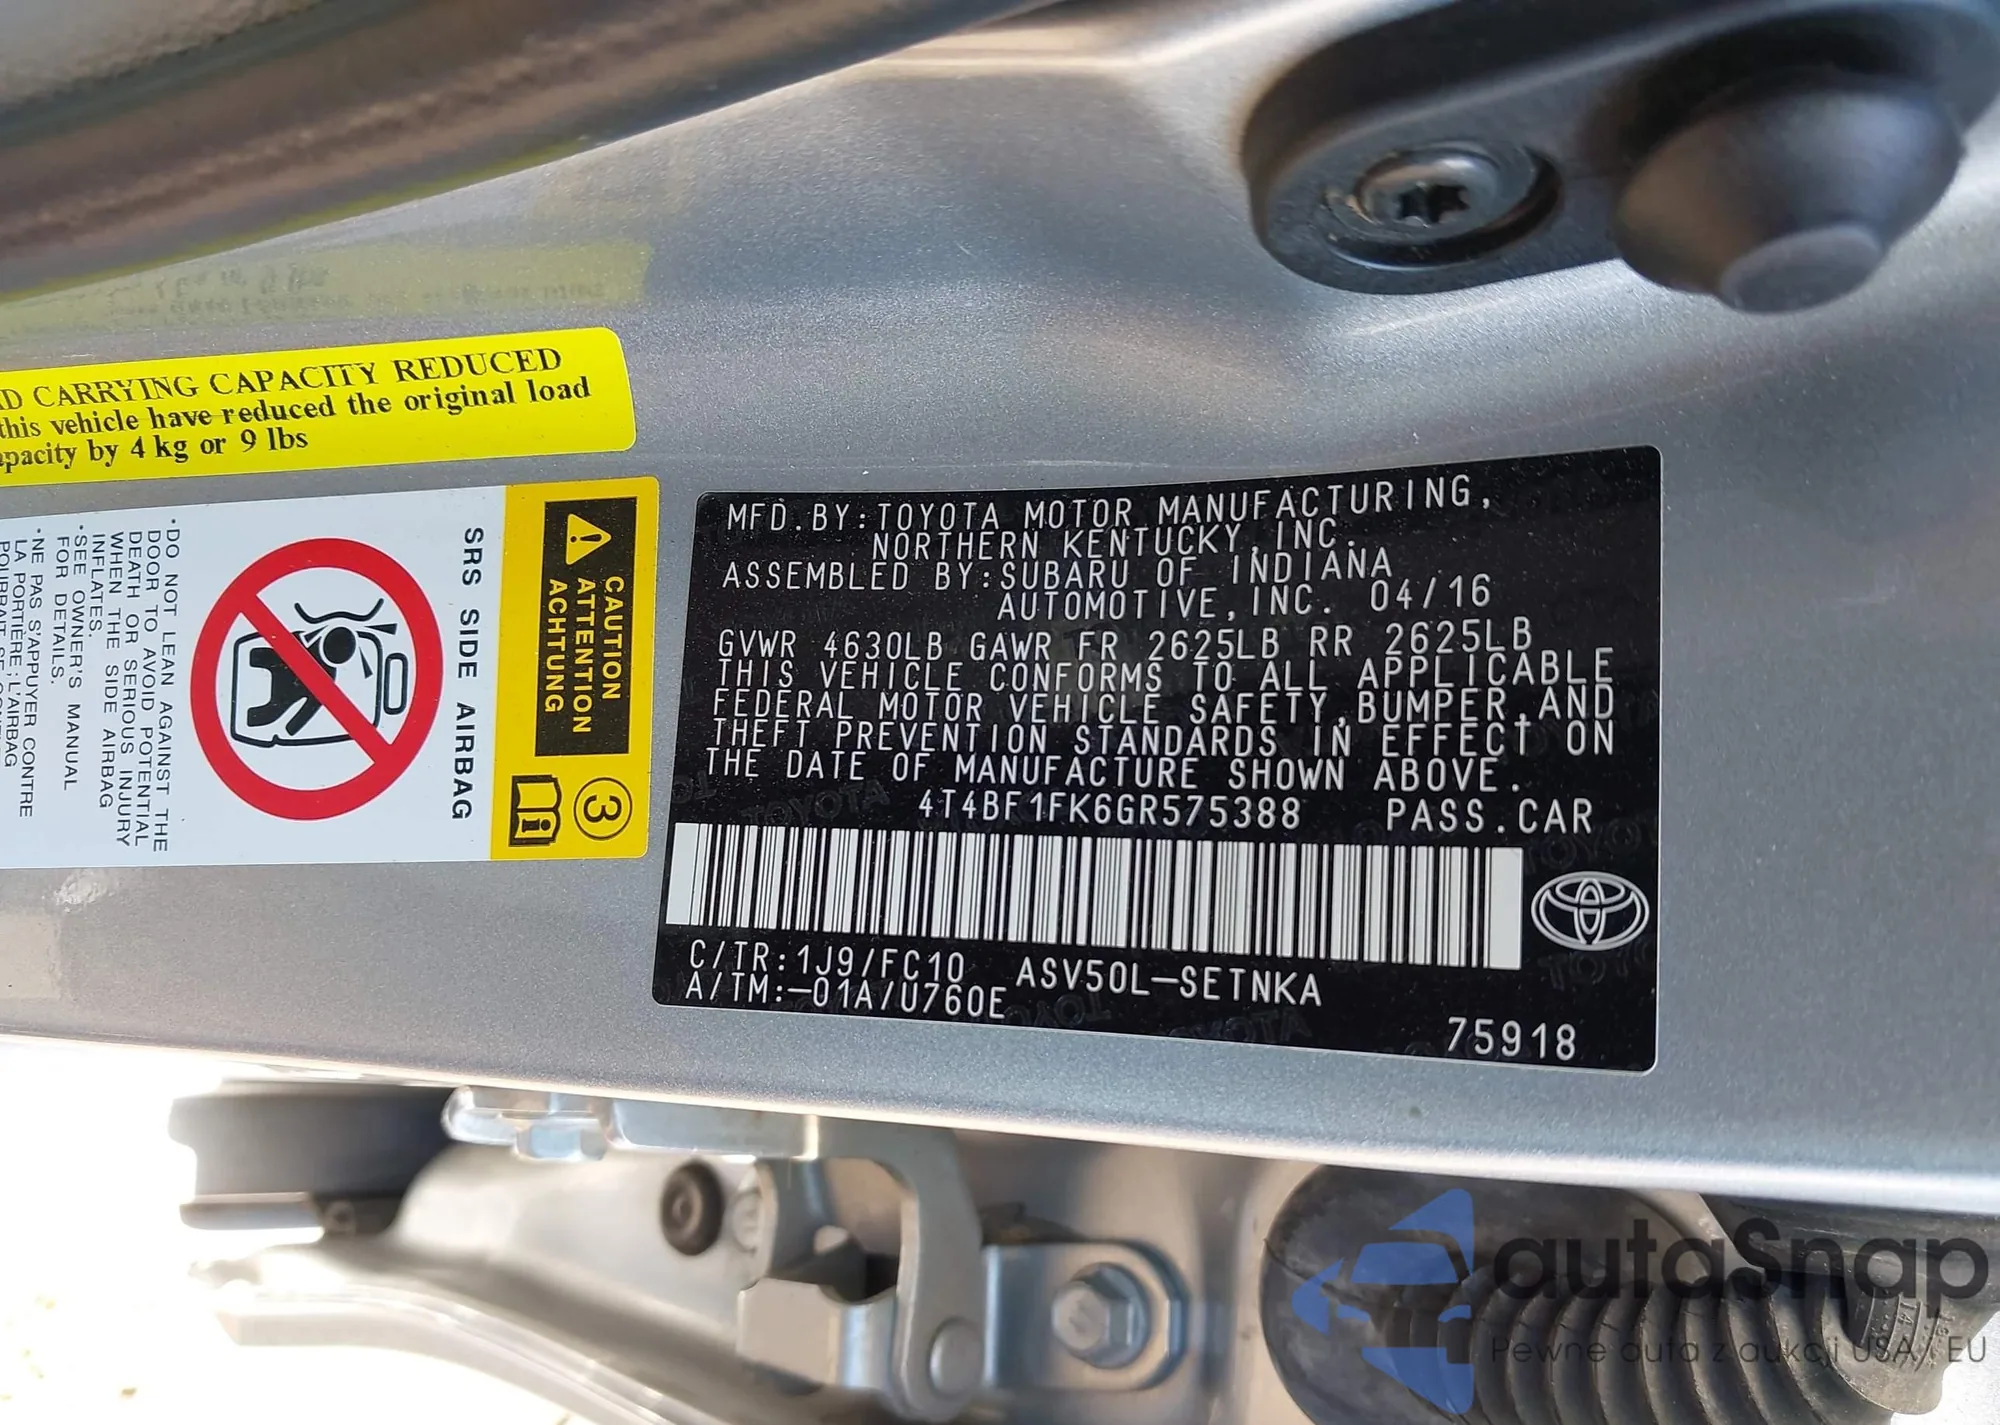 D CARRYING CAPACITY REDUCED
this vehicle have reduced the original load
pacity by 4 kg or 9 lbs
CAUTION
ATTENTION
ACHTUNG
3
SRS SIDE AIRBAG
·DO NOT LEAN AGAINST THE
DOOR TO AVOID POTENTIAL
DEATH OR SERIOUS INJURY
WHEN THE SIDE AIRBAG
INFLATES.
·SEE OWNER'S MANUAL
FOR DETAILS.
·NE PAS S'APPUYER CONTRE
LA PORTIÈRE; L'AIRBAG
MFD.BY:TOYOTA MOTOR MANUFACTURING,
NORTHERN KENTUCKY,INC.
ASSEMBLED BY:SUBARU OF INDIANA
AUTOMOTIVE,INC. 04/16
GVWR 4630LB GAWR FR 2625LB RR 2625LB
THIS VEHICLE CONFORMS TO ALL APPLICABLE
FEDERAL MOTOR VEHICLE SAFETY,BUMPER,AND
THEFT PREVENTION STANDARDS IN EFFECT ON
THE DATE OF MANUFACTURE SHOWN ABOVE.
4T4BF1FK6GR575388 PASS.CAR
C/TR:1J9/FC10 ASV50L-SETNKA
A/TM:-01A/U760E
75918
autaSnap
Pewne auta z aukcji USA / EU